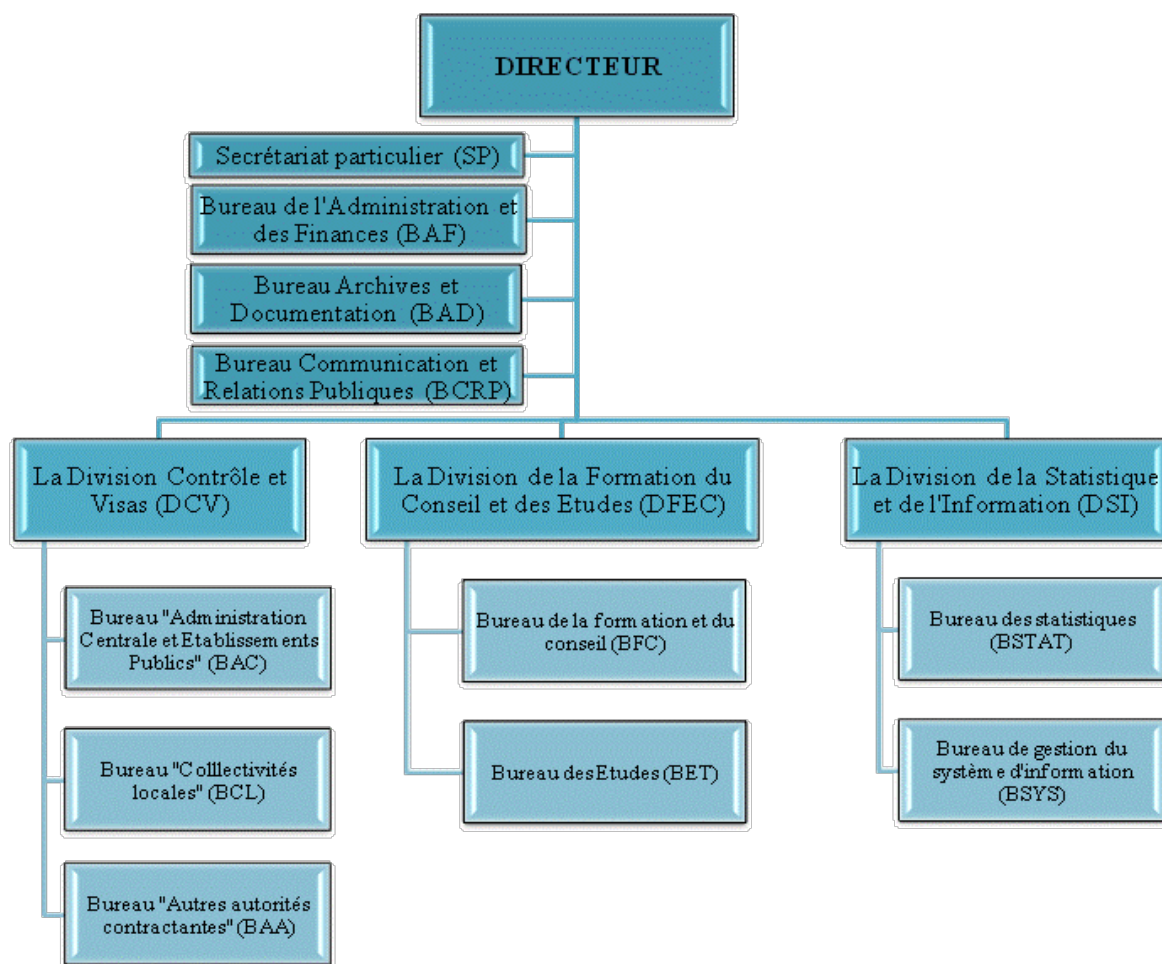 DIRECTEUR
Secrétariat particulier (SP)
Bureau de l'Administration et
des Finances (BAF)
Bureau Archives et
Documentation (BAD)
Bureau Communication et
Relations Publiques (BCRP)
La Division Contrôle et
Visas (DCV)
La Division de la Formation du
Conseil et des Etudes (DFEC)
La Division de la Statistique
et de l'Information (DSI)
Bureau "Administration
Centrale et Etablissements
Publics" (BAC)
Bureau "Colllectivités
locales" (BCL)
Bureau "Autres autorités
contractantes" (BAA)
Bureau de la formation et du
conseil (BFC)
Bureau des Etudes (BET)
Bureau des statistiques
(BSTAT)
Bureau de gestion du
système d'information
(BSYS)